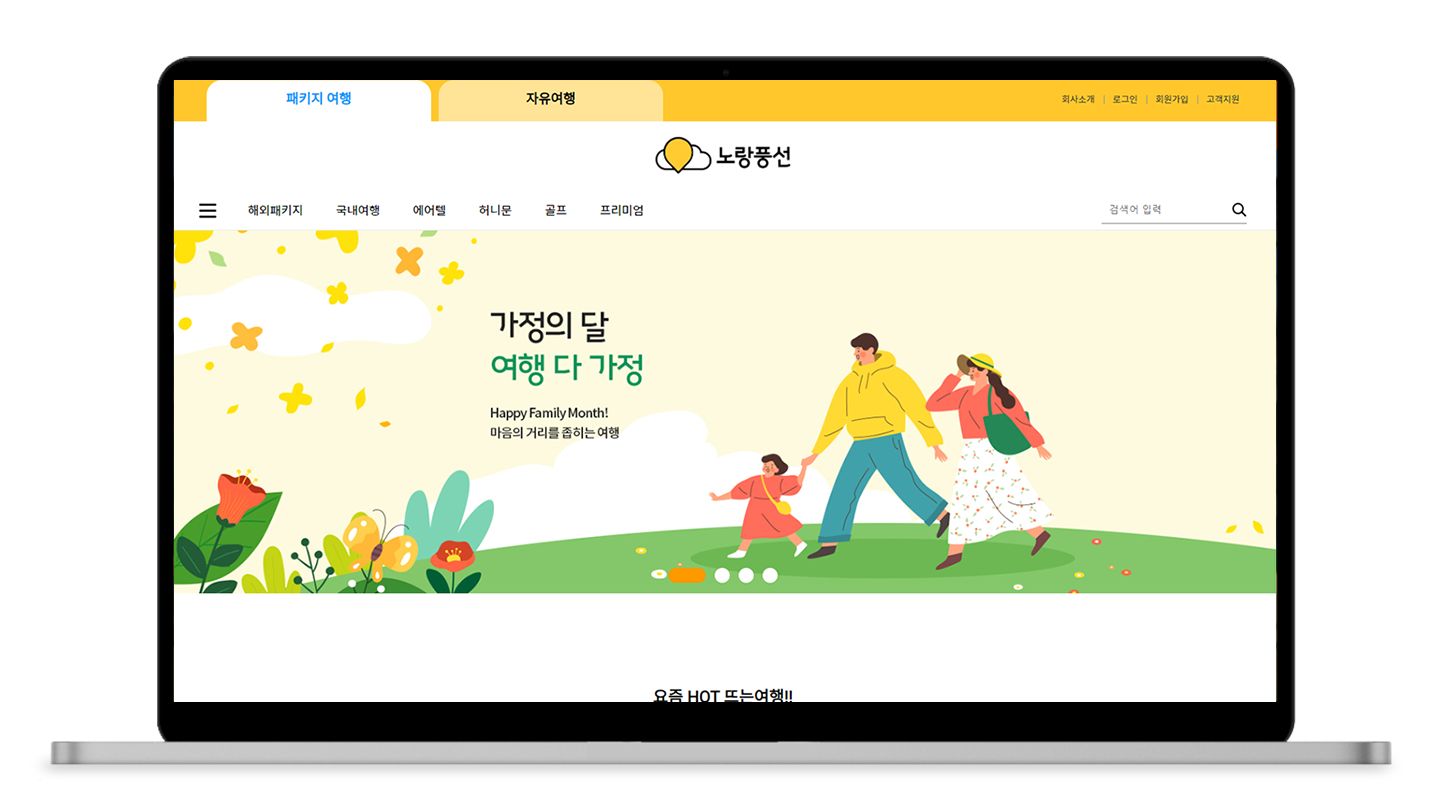 패키지 여행
자유여행
회사소개 | 로그인 | 회원가입 | 고객지원
노랑풍선
해외패키지 국내여행 에어텔 허니문 골프 프리미엄
검색어 입력
가정의 달
여행 다 가정
Happy Family Month!
마음의 거리를 좁히는 여행
요즘 HOT 뜨는여행!!